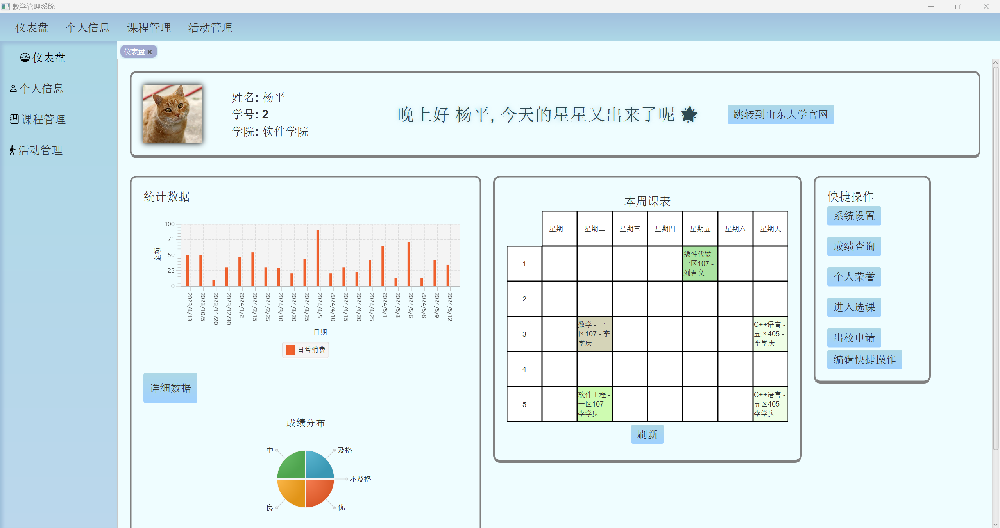 教学管理系统
仪表盘 个人信息 课程管理 活动管理
仪表盘
个人信息
课程管理
活动管理
仪表盘
姓名: 杨平
学号: 2
学院: 软件学院
晚上好 杨平, 今天的星星又出来了呢
跳转到山东大学官网
统计数据
100
75
50
25
0
金额
2023/4/13
2023/10/5
2023/11/20
2023/12/30
2024/1/2
2024/2/15
2024/2/25
2024/3/10
2024/3/20
2024/3/25
2024/4/5
2024/4/10
2024/4/15
2024/4/20
2024/4/25
2024/5/1
2024/5/3
2024/5/6
2024/5/8
2024/5/9
2024/5/12
日期
日常消费
详细数据
成绩分布
中
及格
不及格
良
优
本周课表
星期一 星期二 星期三 星期四 星期五 星期六 星期天
1
线性代数 -
一区107 -
刘君义
2
3
数学 - 一
区107 - 李
学庆
C++语言 -
五区405 -
李学庆
4
5
软件工程 -
一区107 -
李学庆
C++语言 -
五区405 -
李学庆
刷新
快捷操作
系统设置
成绩查询
个人荣誉
进入选课
出校申请
编辑快捷操作